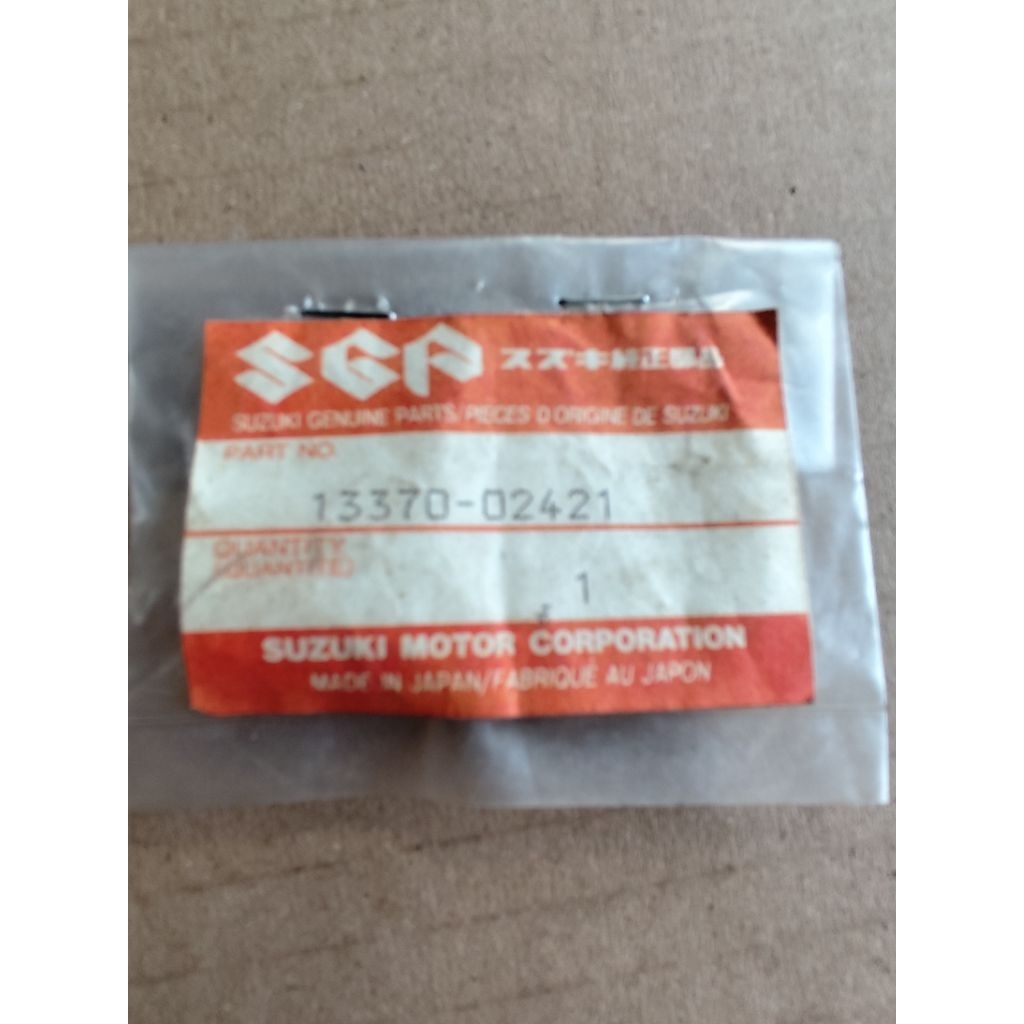 SGP スズキ純正部品
SUZUKI GENUINE PARTS/PIECES D'ORIGINE DE SUZUKI
PART NO.
13370-02421
QUANTITY
(QUANTITE)
1
SUZUKI MOTOR CORPORATION
MADE IN JAPAN/FABRIQUE AU JAPON